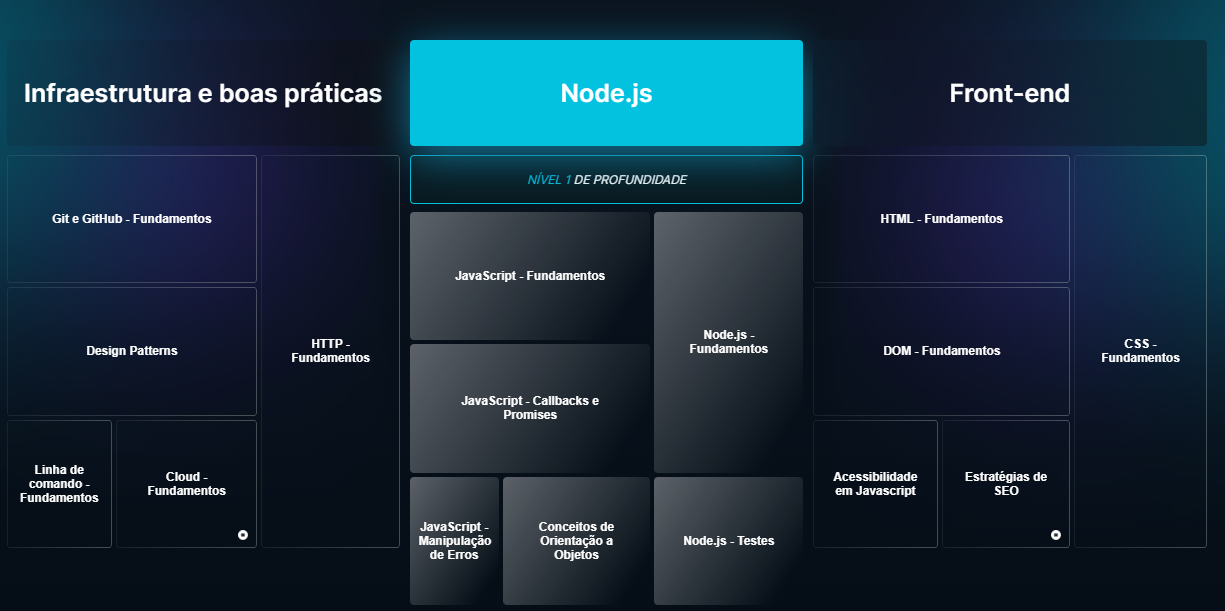 Infraestrutura e boas práticas
Git e GitHub - Fundamentos
Design Patterns
HTTP -
Fundamentos
Linha de
comando -
Fundamentos
Cloud -
Fundamentos
Node.js
NÍVEL 1 DE PROFUNDIDADE
JavaScript - Fundamentos
Node.js -
Fundamentos
JavaScript - Callbacks e
Promises
JavaScript -
Manipulação
de Erros
Conceitos de
Orientação a
Objetos
Node.js - Testes
Front-end
HTML - Fundamentos
DOM - Fundamentos
CSS -
Fundamentos
Acessibilidade
em Javascript
Estratégias de
SEO